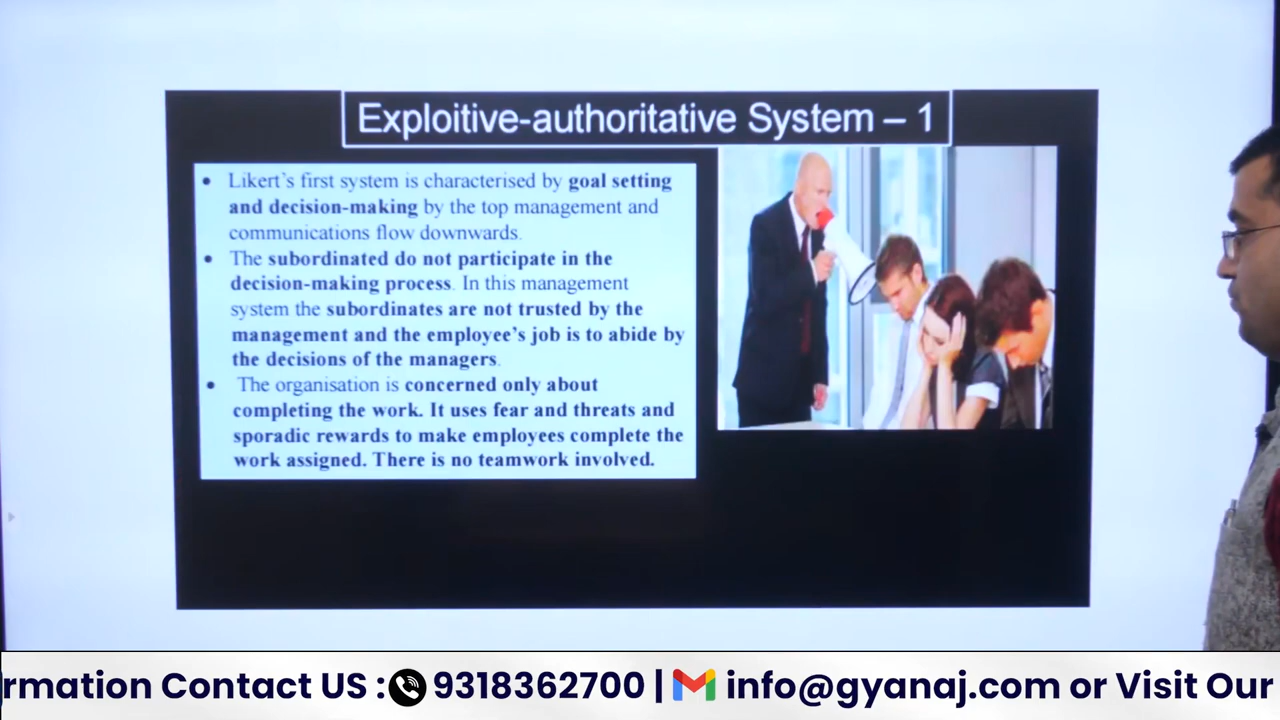 Exploitive-authoritative System – 1
• Likert's first system is characterised by goal setting
and decision-making by the top management and
communications flow downwards.
• The subordinated do not participate in the
decision-making process. In this management
system the subordinates are not trusted by the
management and the employee's job is to abide by
the decisions of the managers.
• The organisation is concerned only about
completing the work. It uses fear and threats and
sporadic rewards to make employees complete the
work assigned. There is no teamwork involved.
rmation Contact US : 9318362700 | info@gyanaj.com or Visit Our